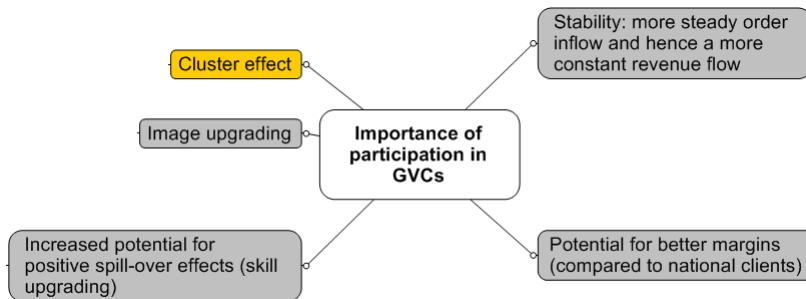 Cluster effect
Image upgrading
Increased potential for
positive spill-over effects (skill
upgrading)
Importance of
participation in
GVCs
Stability: more steady order
inflow and hence a more
constant revenue flow
Potential for better margins
(compared to national clients)